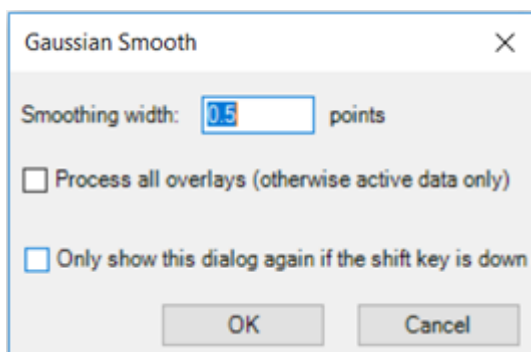 Gaussian Smooth
Smoothing width: 0.5 points
Process all overlays (otherwise active data only)
Only show this dialog again if the shift key is down
OK Cancel